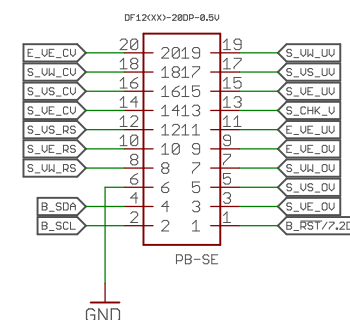 DF12(XX)-20DP-0.5V
E_VE_CV 20 2019 19 S_VW_UV
S_VW_CV 18 1817 17 S_VS_UV
S_VS_CV 16 1615 15 S_VE_UV
S_VE_CV 14 1413 13 S_CHK_V
S_VS_RS 12 1211 11 E_VE_UV
S_VE_RS 10 10 9 9 E_VE_OV
S_VW_RS 8 8 7 7 S_VW_OV
6 6 5 5 S_VS_OV
B_SDA 4 4 3 3 S_VE_OV
B_SCL 2 2 1 1 B_RST/7.2D
PB-SE
GND